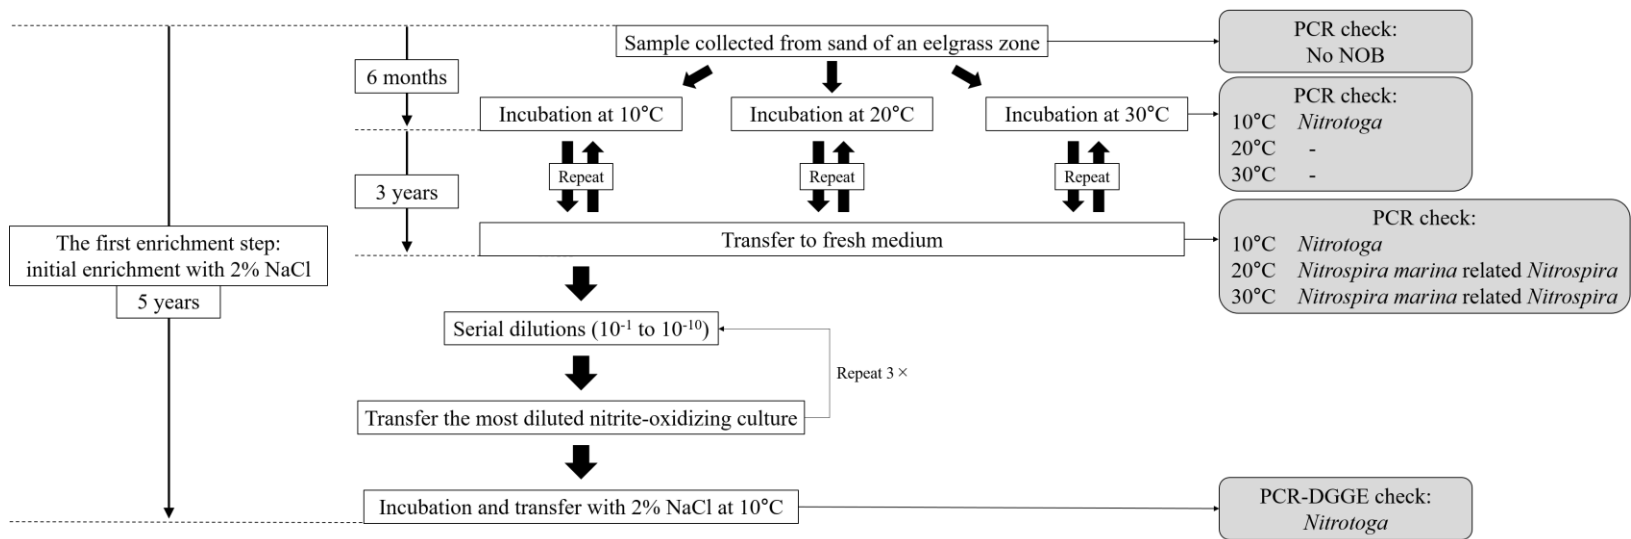 Sample collected from sand of an eelgrass zone
PCR check:
No NOB
6 months
Incubation at 10°C
Incubation at 20°C
Incubation at 30°C
PCR check:
10°C Nitrotoga
20°C -
30°C -
Repeat
Repeat
Repeat
3 years
Transfer to fresh medium
PCR check:
10°C Nitrotoga
20°C Nitrospira marina related Nitrospira
30°C Nitrospira marina related Nitrospira
The first enrichment step:
initial enrichment with 2% NaCl
5 years
Serial dilutions (10⁻¹ to 10⁻¹⁰)
Repeat 3 ×
Transfer the most diluted nitrite-oxidizing culture
Incubation and transfer with 2% NaCl at 10°C
PCR-DGGE check:
Nitrotoga